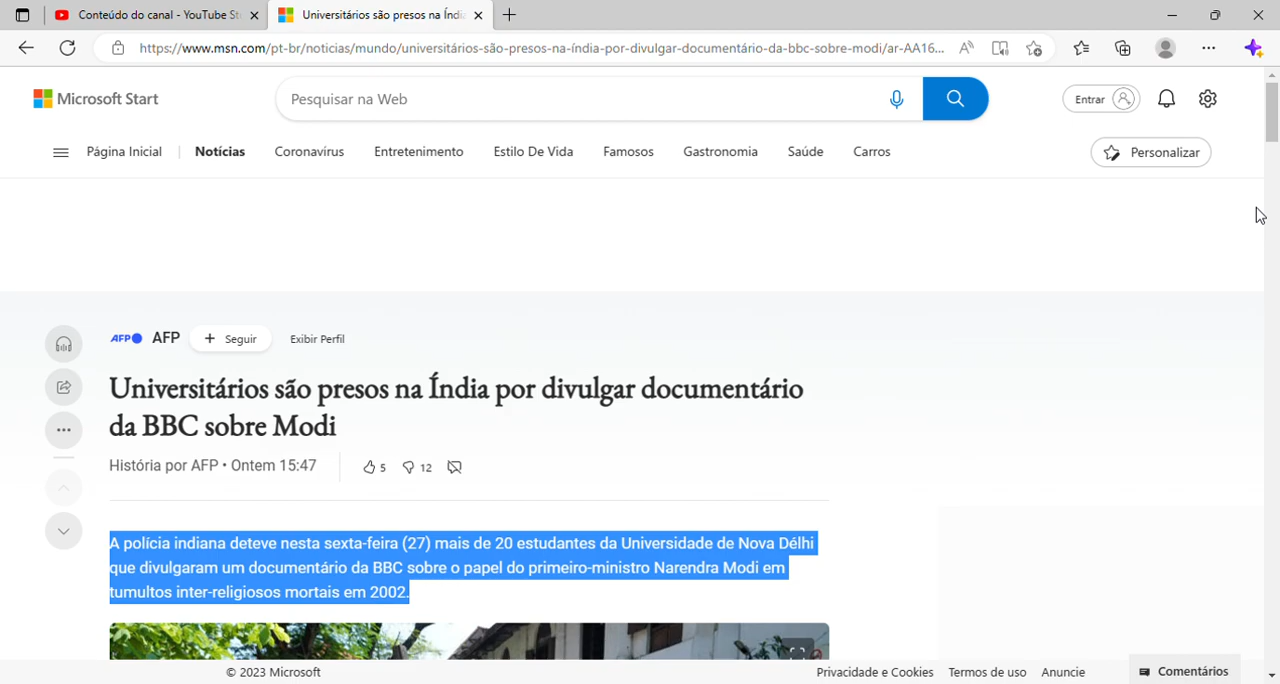 Conteúdo do canal - YouTube St
Universitários são presos na Índia
https://www.msn.com/pt-br/noticias/mundo/universitários-são-presos-na-índia-por-divulgar-documentário-da-bbc-sobre-modi/ar-AA16...
Microsoft Start
Pesquisar na Web
Entrar
Página Inicial
Notícias
Coronavirus
Entretenimento
Estilo De Vida
Famosos
Gastronomia
Saúde
Carros
Personalizar
AFP AFP + Seguir Exibir Perfil
Universitários são presos na Índia por divulgar documentário
da BBC sobre Modi
História por AFP • Ontem 15:47
5
12
A polícia indiana deteve nesta sexta-feira (27) mais de 20 estudantes da Universidade de Nova Délhi
que divulgaram um documentário da BBC sobre o papel do primeiro-ministro Narendra Modi em
tumultos inter-religiosos mortais em 2002.
© 2023 Microsoft
Privacidade e Cookies
Termos de uso
Anuncie
Comentários